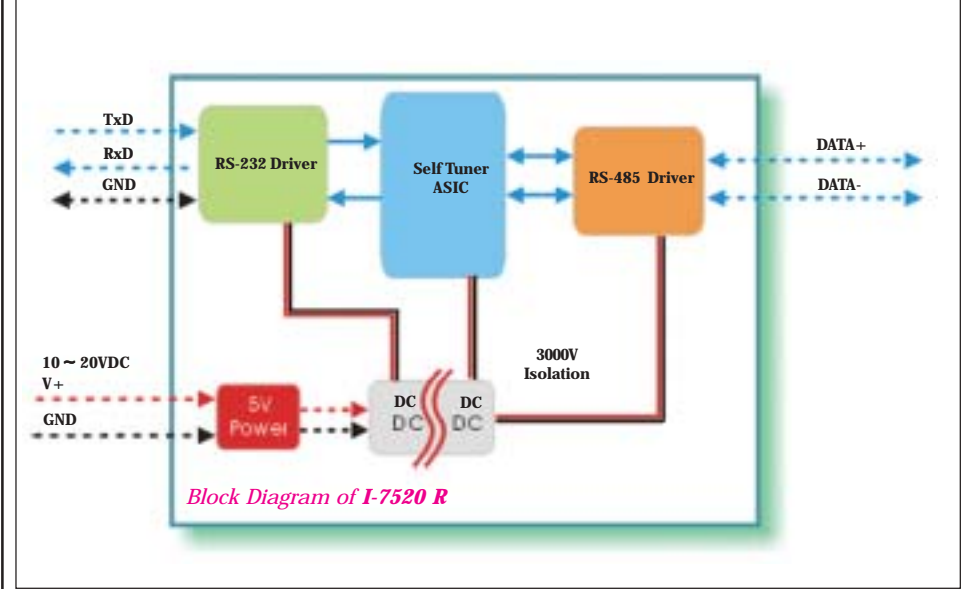 TxD
RxD
GND
RS-232 Driver
Self Tuner
ASIC
RS-485 Driver
DATA+
DATA-
3000V
Isolation
10 ~ 20VDC
V+
GND
5V
Power
DC
DC
DC
DC
Block Diagram of I-7520 R